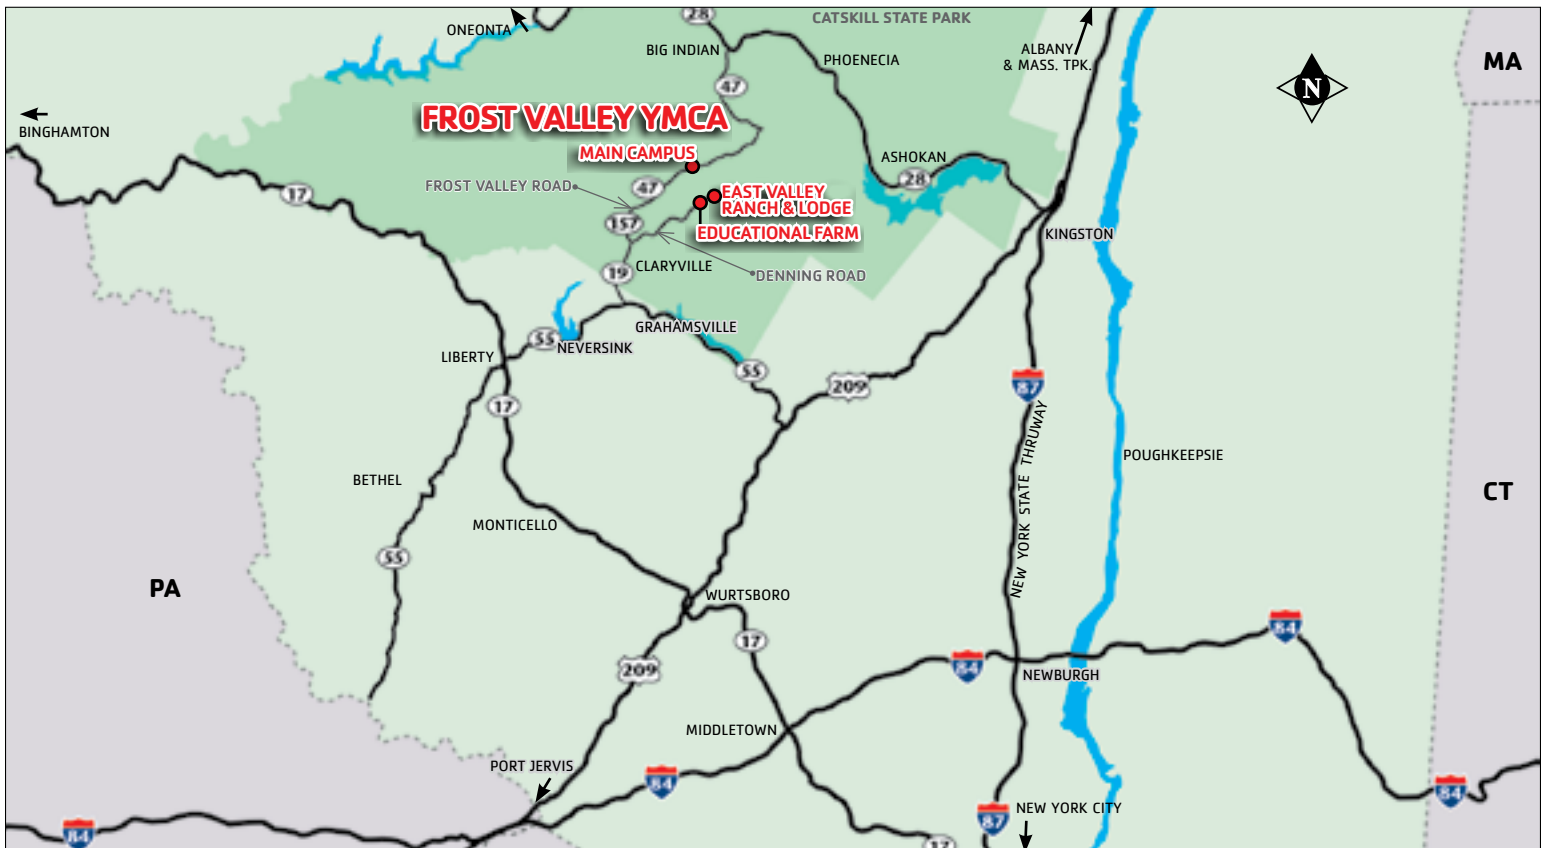 28
CATSKILL STATE PARK
ONEONTA
BIG INDIAN
ALBANY
& MASS. TPK.
PHOENECIA
MA
47
N
FROST VALLEY YMCA
BINGHAMTON
MAIN CAMPUS
ASHOKAN
28
FROST VALLEY ROAD
47
17
EAST VALLEY
RANCH & LODGE
157
EDUCATIONAL FARM
KINGSTON
19
CLARYVILLE
DENNING ROAD
GRAHAMSVILLE
55
NEVERSINK
LIBERTY
55
209
87
17
NEW YORK STATE THRUWAY
POUGHKEEPSIE
BETHEL
CT
MONTICELLO
55
PA
WURTSBORO
84
17
209
84
NEWBURGH
MIDDLETOWN
PORT JERVIS
84
84
NEW YORK CITY
87
84
17